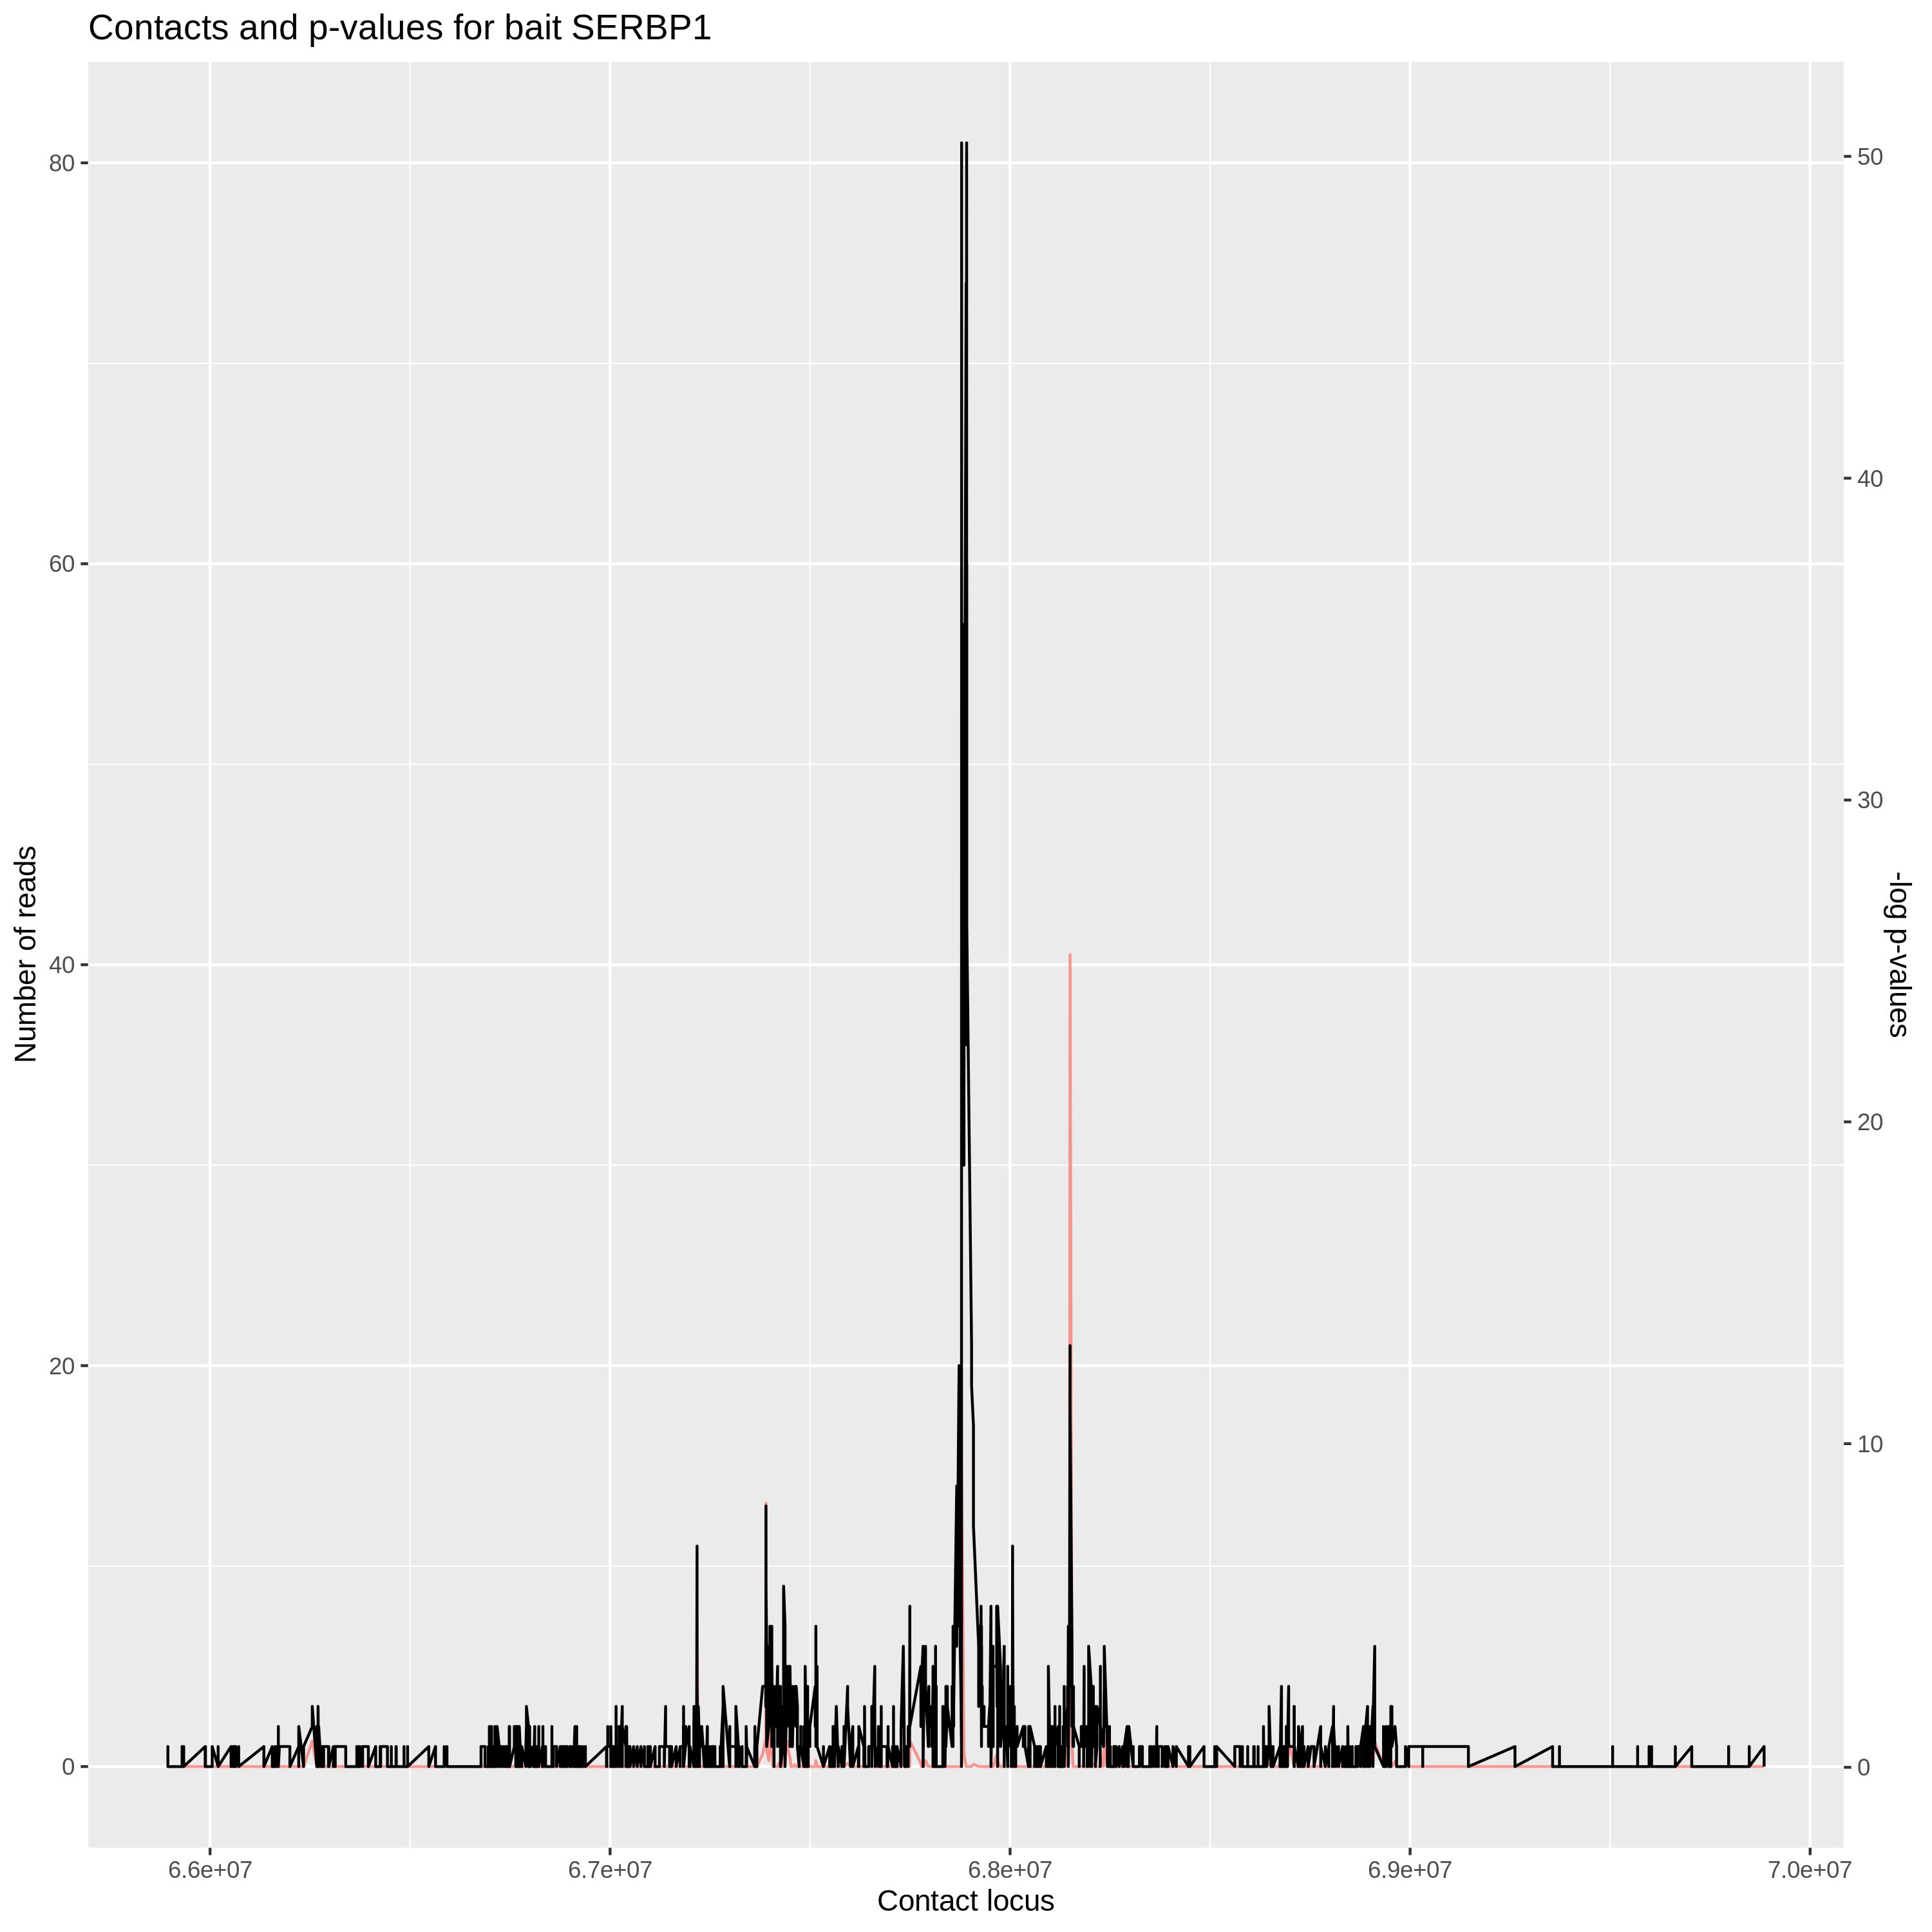 Contacts and p-values for bait SERBP1
80
60
40
20
0
Number of reads
50
40
30
20
10
0
-log p-values
6.6e+07
6.7e+07
6.8e+07
6.9e+07
7.0e+07
Contact locus